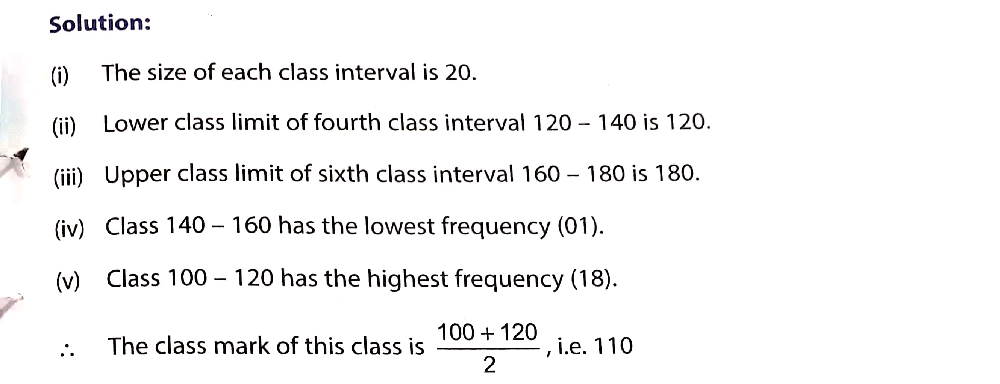 Solution:
(i) The size of each class interval is 20.
(ii) Lower class limit of fourth class interval 120 – 140 is 120.
(iii) Upper class limit of sixth class interval 160 – 180 is 180.
(iv) Class 140 – 160 has the lowest frequency (01).
(v) Class 100 – 120 has the highest frequency (18).
∴ The class mark of this class is \frac{100 + 120}{2}, i.e. 110